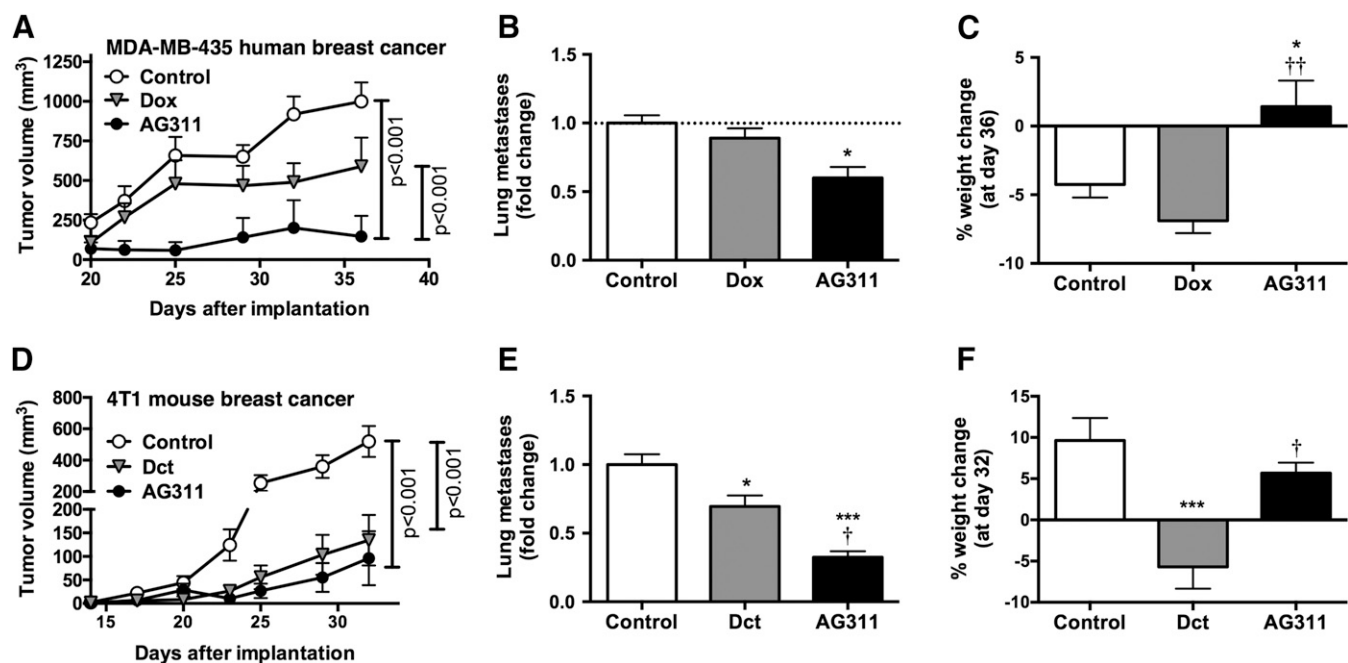 A
MDA-MB-435 human breast cancer
Control
Dox
AG311
Tumor volume (mm³)
1250
1000
750
500
250
0
20
25
30
35
40
Days after implantation
p<0.001
p<0.001
B
Lung metastases
(fold change)
1.5
1.0
0.5
0.0
*
Control
Dox
AG311
C
% weight change
(at day 36)
5
0
-5
-10
*
††
Control
Dox
AG311
D
4T1 mouse breast cancer
Control
Dct
AG311
Tumor volume (mm³)
800
600
400
200
200
150
100
50
0
15
20
25
30
Days after implantation
p<0.001
p<0.001
E
Lung metastases
(fold change)
1.5
1.0
0.5
0.0
*
***
†
Control
Dct
AG311
F
% weight change
(at day 32)
15
10
5
0
-5
-10
***
†
Control
Dct
AG311